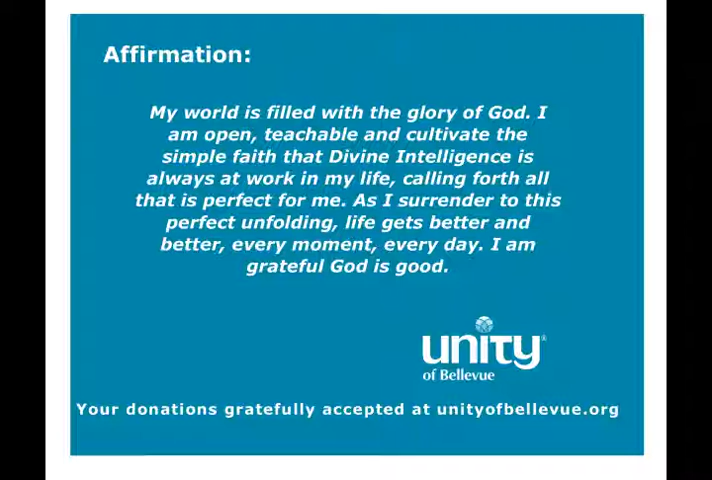 Affirmation:
My world is filled with the glory of God. I
am open, teachable and cultivate the
simple faith that Divine Intelligence is
always at work in my life, calling forth all
that is perfect for me. As I surrender to this
perfect unfolding, life gets better and
better, every moment, every day. I am
grateful God is good.
unity
of Bellevue
Your donations gratefully accepted at unityofbellevue.org